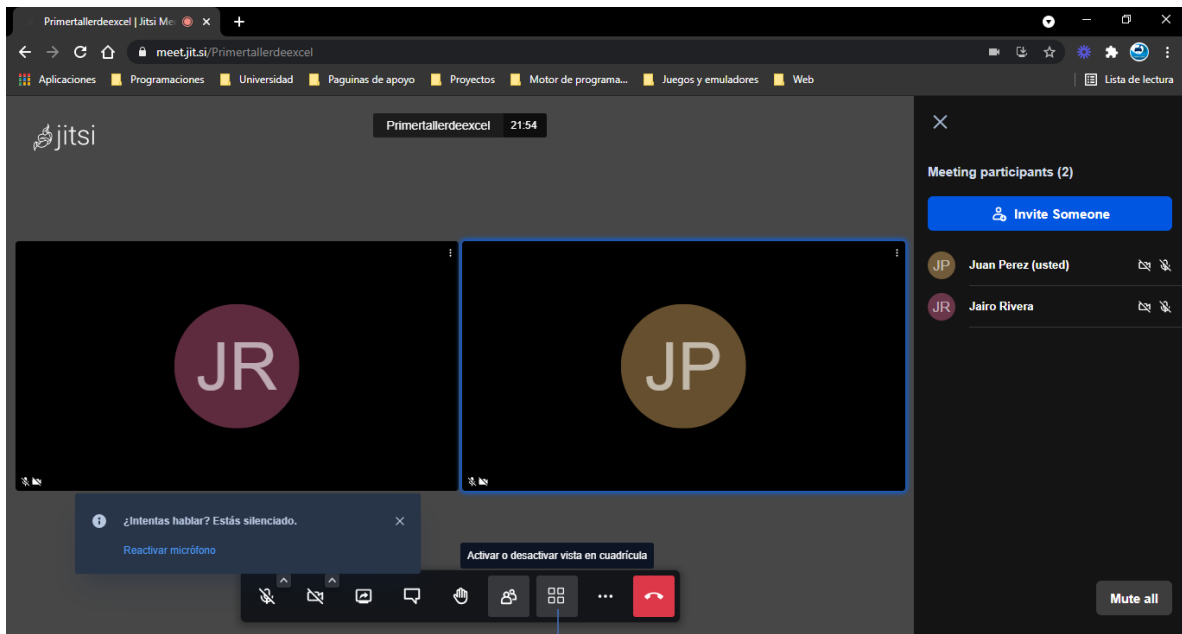 Primertallerdeexcel | Jitsi Me
meet.jit.si/Primertallerdeexcel
Aplicaciones Programaciones Universidad Paguinas de apoyo Proyectos Motor de programa... Juegos y emuladores Web Lista de lectura
jitsi
Primertallerdeexcel 21:54
Meeting participants (2)
Invite Someone
JP Juan Perez (usted)
JR Jairo Rivera
JR
JP
¿Intentas hablar? Estás silenciado.
Reactivar micrófono
Activar o desactivar vista en cuadrícula
Mute all